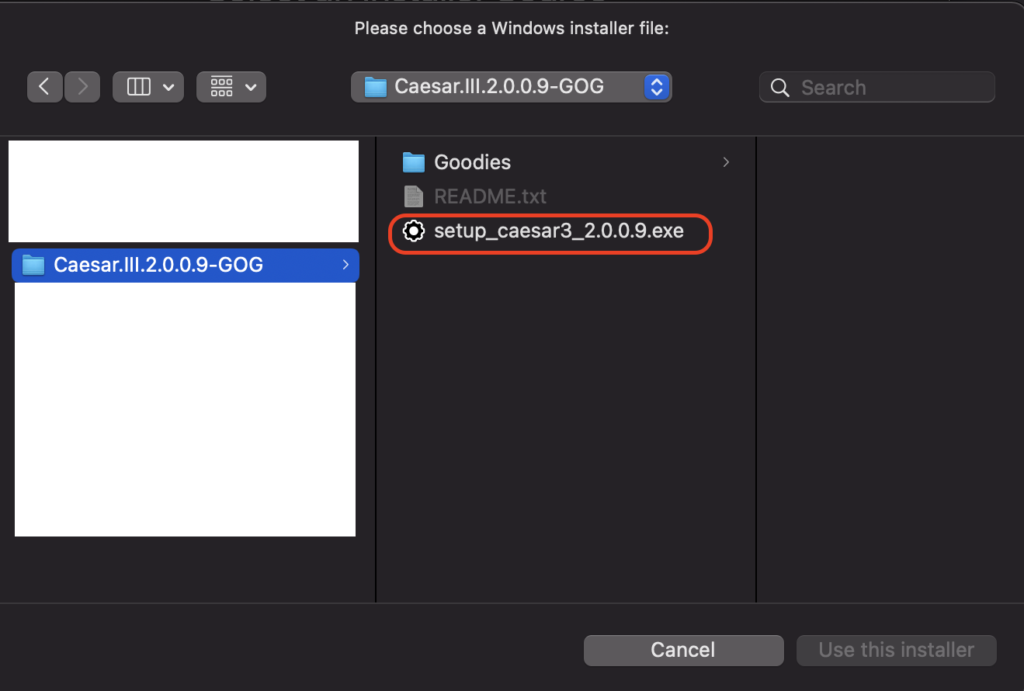 Please choose a Windows installer file:
Caesar.III.2.0.0.9-GOG
Search
Caesar.III.2.0.0.9-GOG
Goodies
README.txt
setup_caesar3_2.0.0.9.exe
Cancel
Use this installer